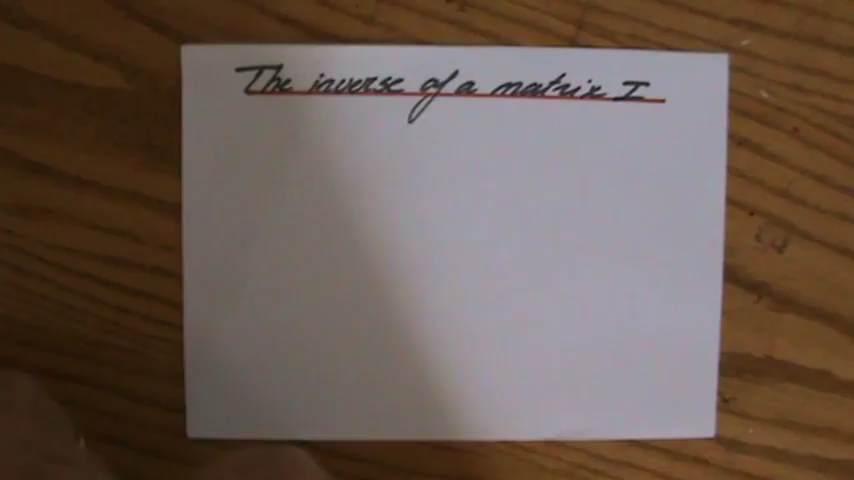 The inverse of a matrix I